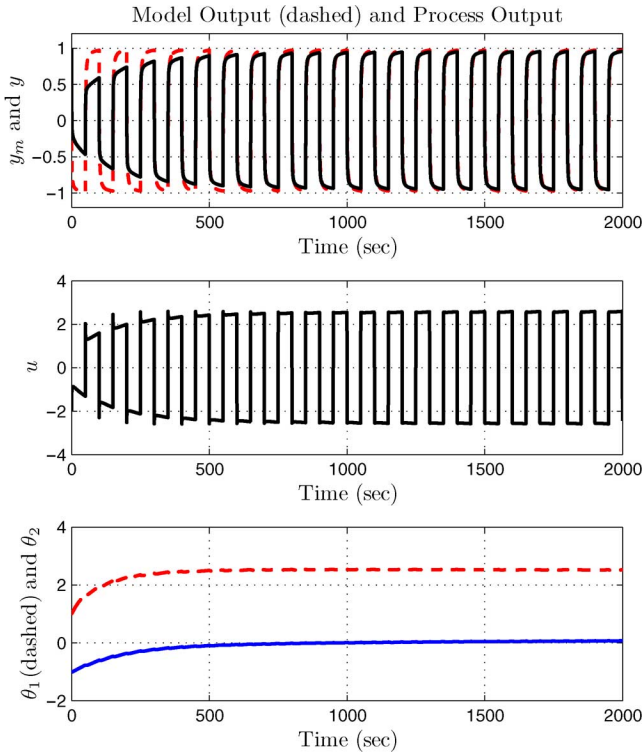 Model Output (dashed) and Process Output
y_m and y
1
0.5
0
−0.5
−1
0 500 1000 1500 2000
Time (sec)
u
4
2
0
−2
−4
0 500 1000 1500 2000
Time (sec)
θ_1 (dashed) and θ_2
4
2
0
−2
0 500 1000 1500 2000
Time (sec)